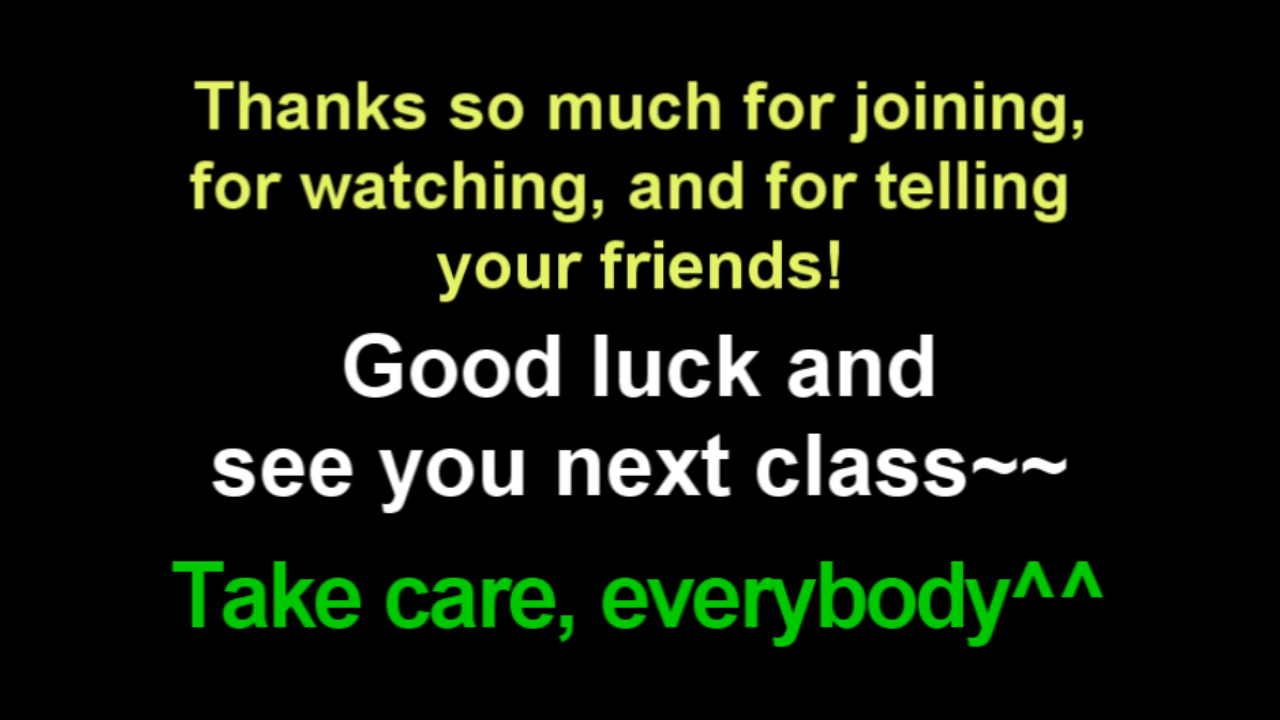 Thanks so much for joining,
for watching, and for telling
your friends!
Good luck and
see you next class~~
Take care, everybody^^